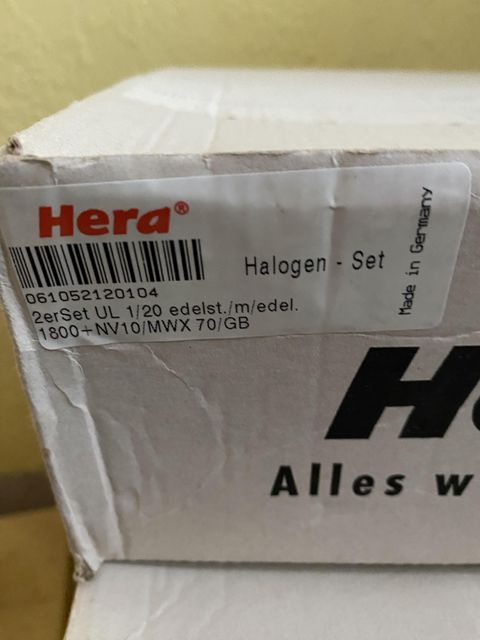 Hera®
Halogen - Set
Made in Germany
061052120104
2erSet UL 1/20 edelst./m/edel.
1800+NV10/MWX 70/GB
Alles